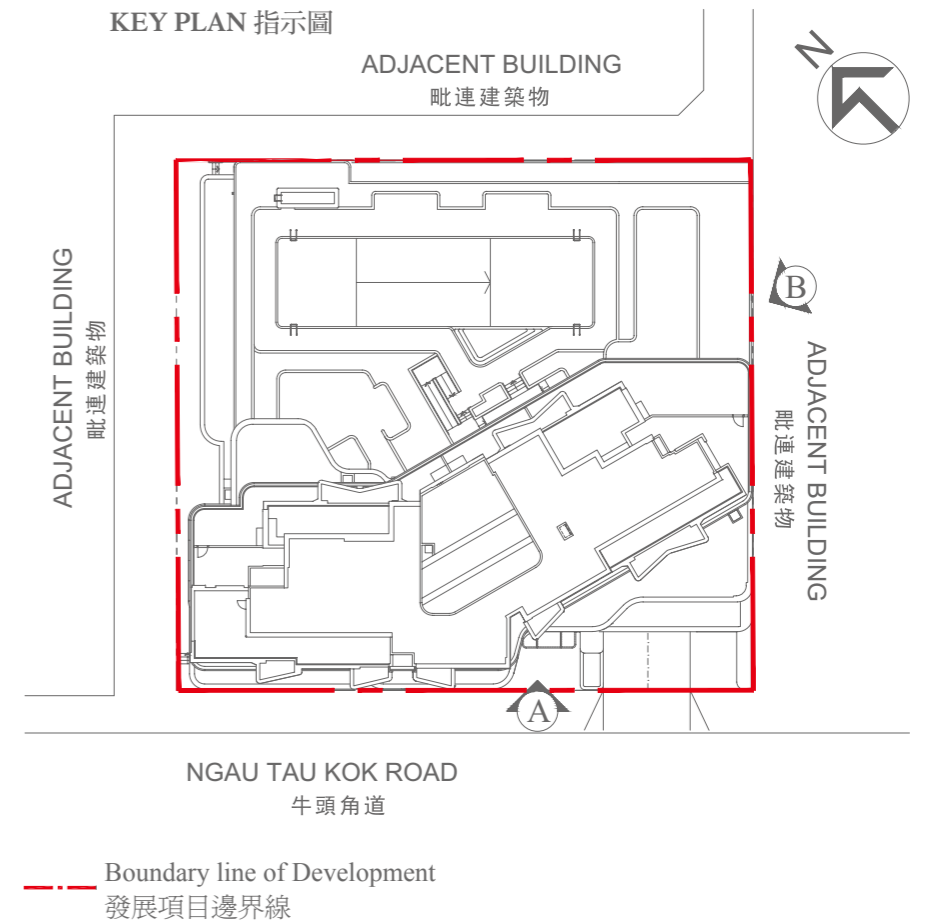 KEY PLAN 指示圖
ADJACENT BUILDING
毗連建築物
N
ADJACENT BUILDING
毗連建築物
B
ADJACENT BUILDING
毗連建築物
A
NGAU TAU KOK ROAD
牛頭角道
Boundary line of Development
發展項目邊界線